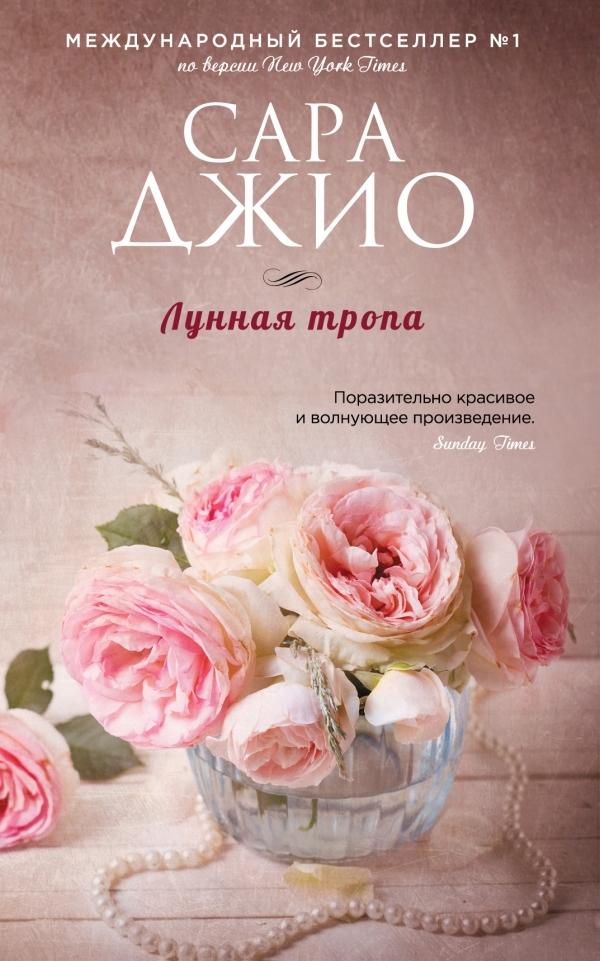 МЕЖДУНАРОДНЫЙ БЕСТСЕЛЛЕР №1
по версии New York Times
САРА
ДЖИО
Лунная тропа
Поразительно красивое
и волнующее произведение.
Sunday Times